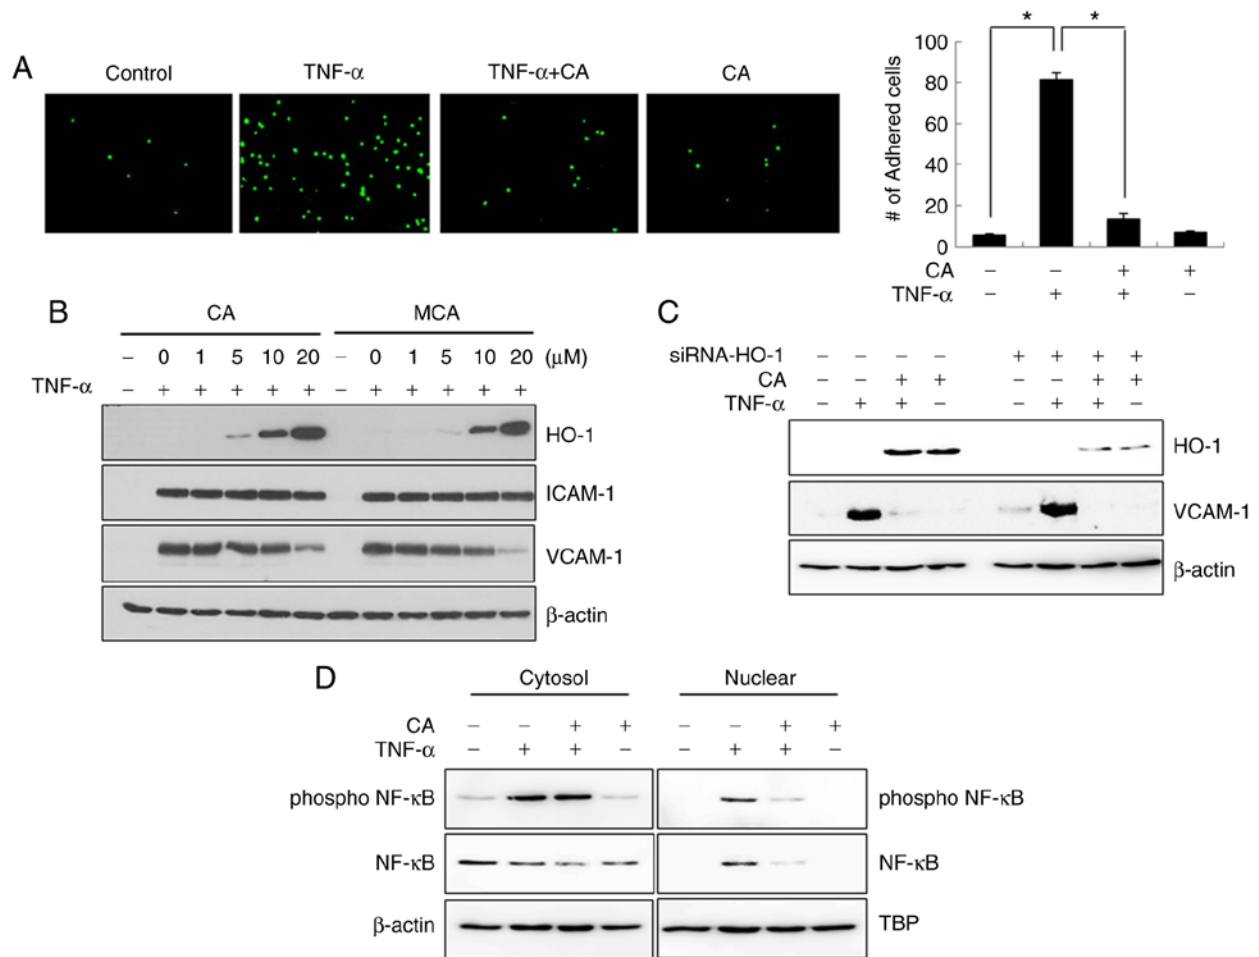 A
Control TNF-α TNF-α+CA CA
* *
# of Adhered cells
100
80
60
40
20
0
CA − − + +
TNF-α − + + −
B
CA MCA
− 0 1 5 10 20 − 0 1 5 10 20 (μM)
TNF-α − + + + + + − + + + + +
HO-1
ICAM-1
VCAM-1
β-actin
C
siRNA-HO-1 − − − − + + + +
CA − − + + − − + +
TNF-α − + + − − + + −
HO-1
VCAM-1
β-actin
D
Cytosol Nuclear
CA − − + + − − + +
TNF-α − + + − − + + −
phospho NF-κB phospho NF-κB
NF-κB NF-κB
β-actin TBP